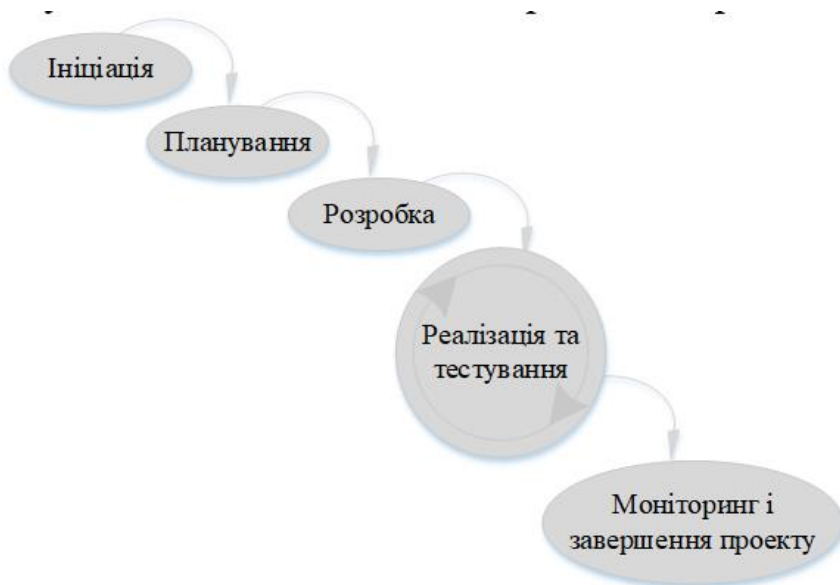 Ініціація
Планування
Розробка
Реалізація та
тестування
Моніторинг і
завершення проекту